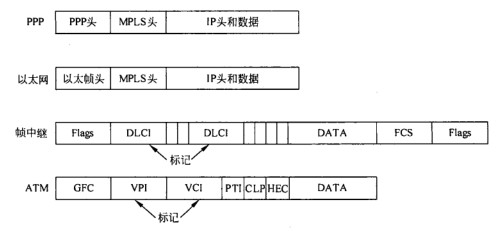 PPP PPP头 MPLS头 IP头和数据
以太网 以太帧头 MPLS头 IP头和数据
帧中继 Flags DLCI DLCI DATA FCS Flags
标记
ATM GFC VPI VCI PTI CLP HEC DATA
标记